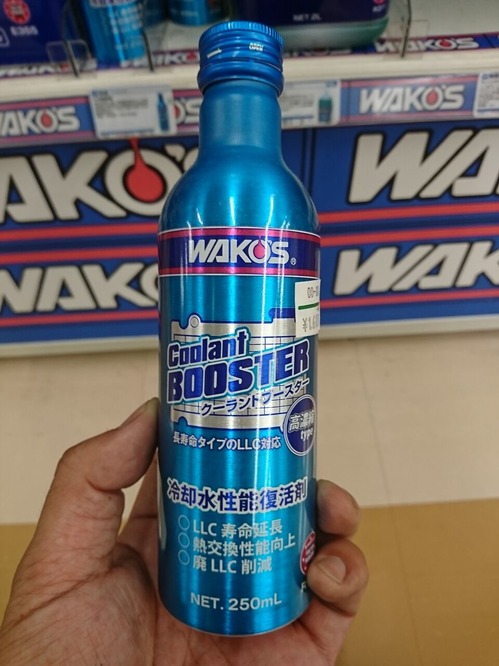 NET 2L
WAKO'S
WAKO'S
WAKO'S
WAKO'S®
Coolant
BOOSTER
クーラントブースター
高濃縮
type
長寿命タイプのLLC対応
冷却水性能復活剤
○LLC 寿命延長
○熱交換性能向上
○廃 LLC 削減
NET. 250mL